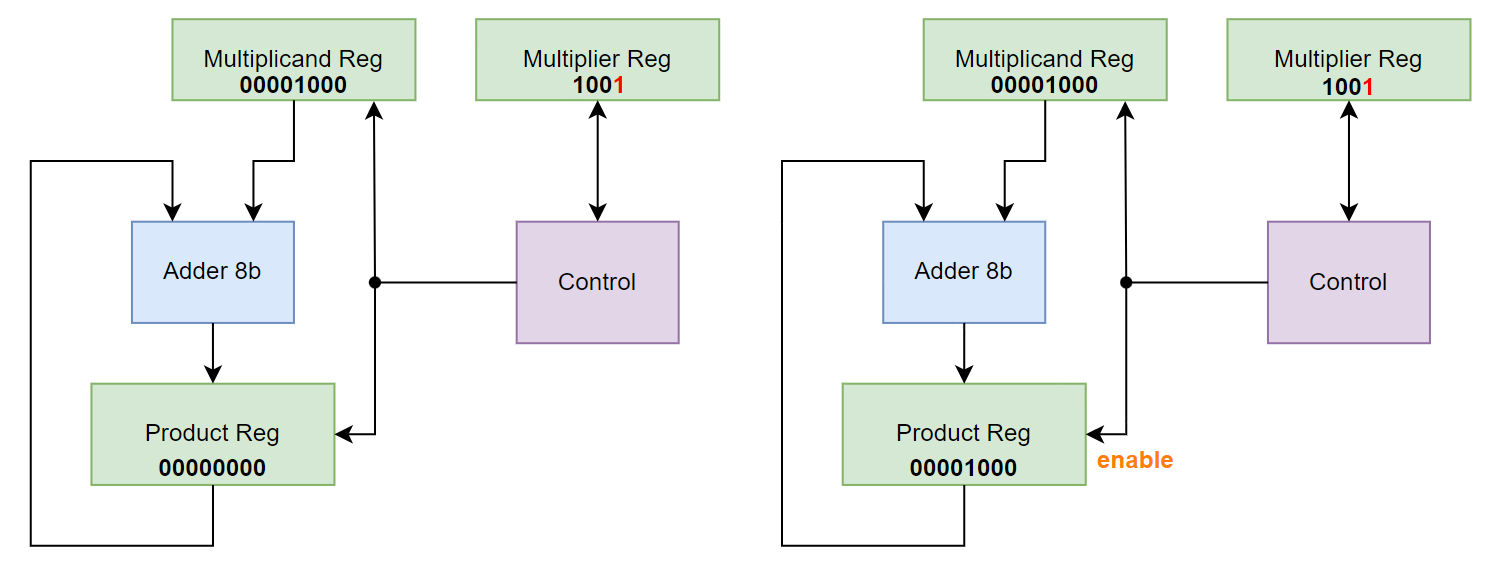 Multiplicand Reg
00001000
Multiplier Reg
1001
Adder 8b
Control
Product Reg
00000000
Multiplicand Reg
00001000
Multiplier Reg
1001
Adder 8b
Control
Product Reg
00001000
enable